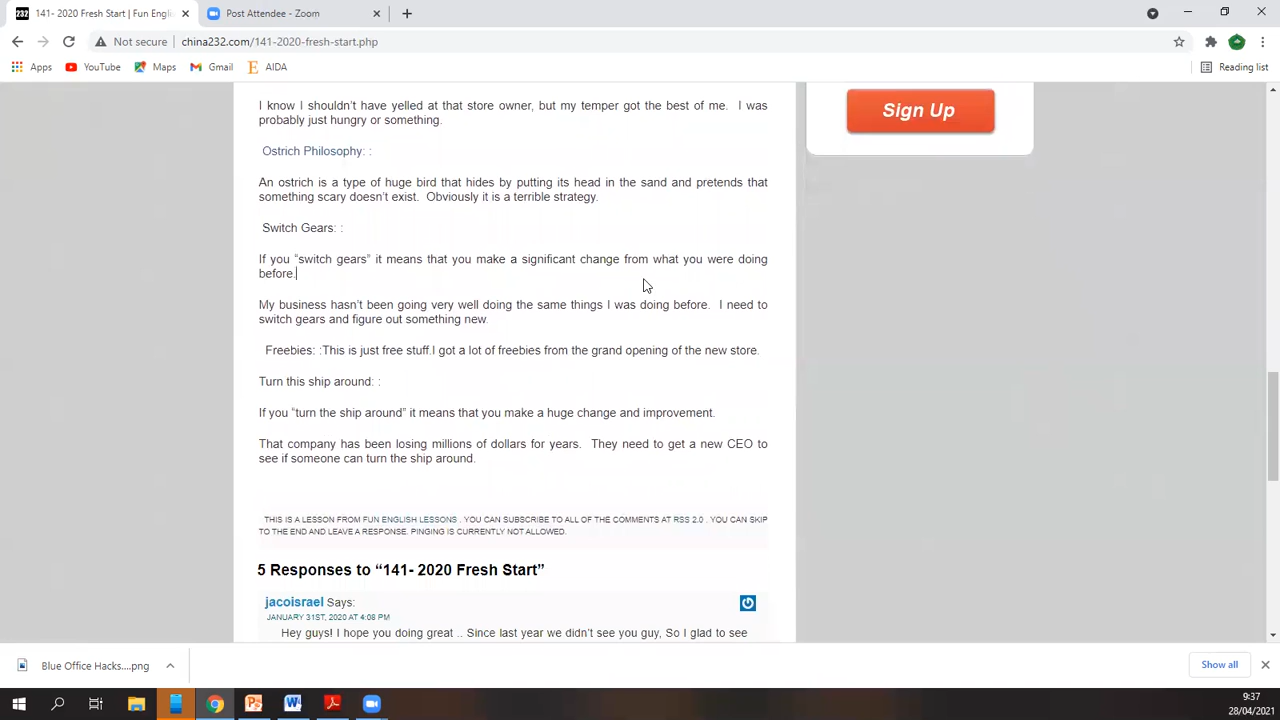 232
141- 2020 Fresh Start | Fun Engli
Post Attendee - Zoom
Not secure
china232.com/141-2020-fresh-start.php
Apps
YouTube
Maps
Gmail
AIDA
Reading list
I know I shouldn't have yelled at that store owner, but my temper got the best of me. I was
probably just hungry or something.
Sign Up
Ostrich Philosophy: :
An ostrich is a type of huge bird that hides by putting its head in the sand and pretends that
something scary doesn't exist. Obviously it is a terrible strategy.
Switch Gears: :
If you “switch gears” it means that you make a significant change from what you were doing
before.
My business hasn't been going very well doing the same things I was doing before. I need to
switch gears and figure out something new.
Freebies: :This is just free stuff.I got a lot of freebies from the grand opening of the new store.
Turn this ship around: :
If you “turn the ship around” it means that you make a huge change and improvement.
That company has been losing millions of dollars for years. They need to get a new CEO to
see if someone can turn the ship around.
THIS IS A LESSON FROM FUN ENGLISH LESSONS . YOU CAN SUBSCRIBE TO ALL OF THE COMMENTS AT RSS 2.0 . YOU CAN SKIP
TO THE END AND LEAVE A RESPONSE. PINGING IS CURRENTLY NOT ALLOWED.
5 Responses to “141- 2020 Fresh Start”
jacoisrael Says:
JANUARY 31ST, 2020 AT 4:08 PM
Hey guys! I hope you doing great .. Since last year we didn't see you guy, So I glad to see
Blue Office Hacks....png
Show all
9:37
28/04/2021